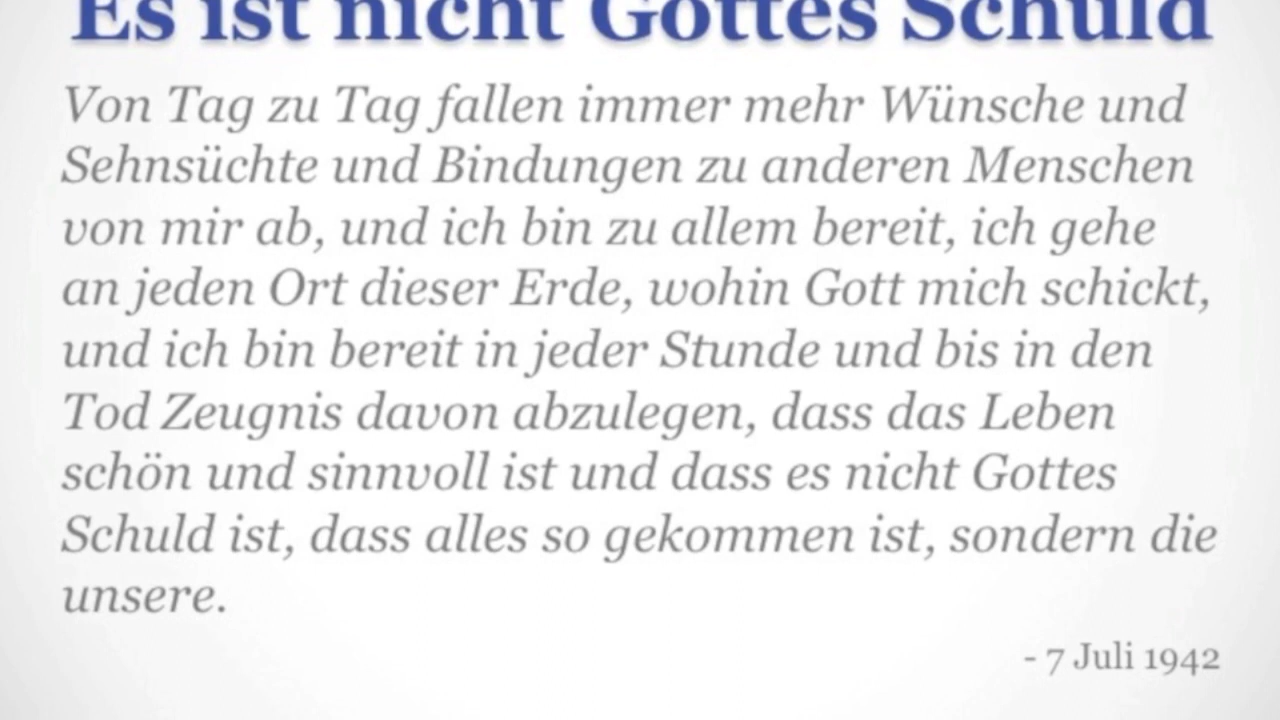 Es ist nicht Gottes Schuld
Von Tag zu Tag fallen immer mehr Wünsche und
Sehnsüchte und Bindungen zu anderen Menschen
von mir ab, und ich bin zu allem bereit, ich gehe
an jeden Ort dieser Erde, wohin Gott mich schickt,
und ich bin bereit in jeder Stunde und bis in den
Tod Zeugnis davon abzulegen, dass das Leben
schön und sinnvoll ist und dass es nicht Gottes
Schuld ist, dass alles so gekommen ist, sondern die
unsere.
- 7 Juli 1942